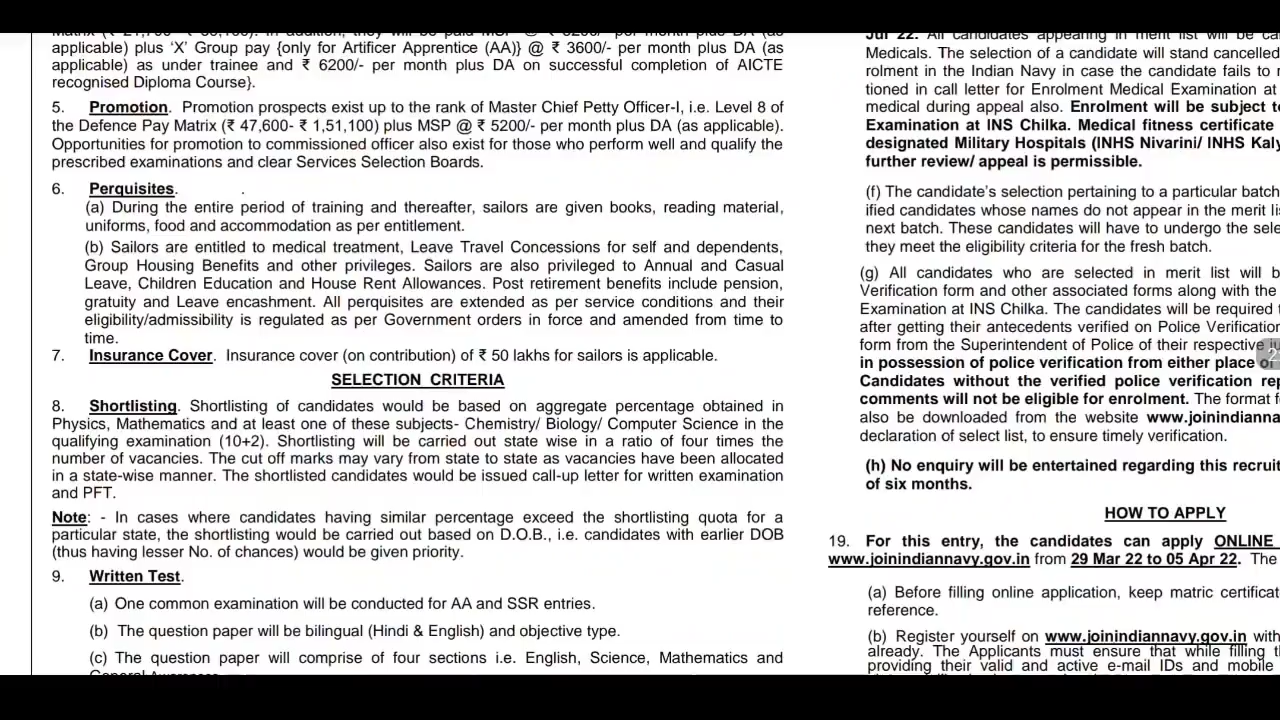 applicable) plus ‘X’ Group pay {only for Artificer Apprentice (AA)} @ ₹ 3600/- per month plus DA (as
applicable) as under trainee and ₹ 6200/- per month plus DA on successful completion of AICTE
recognised Diploma Course}.
5. Promotion. Promotion prospects exist up to the rank of Master Chief Petty Officer-I, i.e. Level 8 of
the Defence Pay Matrix (₹ 47,600- ₹ 1,51,100) plus MSP @ ₹ 5200/- per month plus DA (as applicable).
Opportunities for promotion to commissioned officer also exist for those who perform well and qualify the
prescribed examinations and clear Services Selection Boards.
6. Perquisites.
(a) During the entire period of training and thereafter, sailors are given books, reading material,
uniforms, food and accommodation as per entitlement.
(b) Sailors are entitled to medical treatment, Leave Travel Concessions for self and dependents,
Group Housing Benefits and other privileges. Sailors are also privileged to Annual and Casual
Leave, Children Education and House Rent Allowances. Post retirement benefits include pension,
gratuity and Leave encashment. All perquisites are extended as per service conditions and their
eligibility/admissibility is regulated as per Government orders in force and amended from time to
time.
7. Insurance Cover. Insurance cover (on contribution) of ₹ 50 lakhs for sailors is applicable.
SELECTION CRITERIA
8. Shortlisting. Shortlisting of candidates would be based on aggregate percentage obtained in
Physics, Mathematics and at least one of these subjects- Chemistry/ Biology/ Computer Science in the
qualifying examination (10+2). Shortlisting will be carried out state wise in a ratio of four times the
number of vacancies. The cut off marks may vary from state to state as vacancies have been allocated
in a state-wise manner. The shortlisted candidates would be issued call-up letter for written examination
and PFT.
Note: - In cases where candidates having similar percentage exceed the shortlisting quota for a
particular state, the shortlisting would be carried out based on D.O.B., i.e. candidates with earlier DOB
(thus having lesser No. of chances) would be given priority.
9. Written Test.
(a) One common examination will be conducted for AA and SSR entries.
(b) The question paper will be bilingual (Hindi & English) and objective type.
(c) The question paper will comprise of four sections i.e. English, Science, Mathematics and
Jul 22. All candidates appearing in merit list will be
Medicals. The selection of a candidate will stand cancelled
rolment in the Indian Navy in case the candidate fails to
tioned in call letter for Enrolment Medical Examination at
medical during appeal also. Enrolment will be subject to
Examination at INS Chilka. Medical fitness certificate
designated Military Hospitals (INHS Nivarini/ INHS
further review/ appeal is permissible.
(f) The candidate’s selection pertaining to a particular batch
ified candidates whose names do not appear in the merit
next batch. These candidates will have to undergo the
they meet the eligibility criteria for the fresh batch.
(g) All candidates who are selected in merit list will
Verification form and other associated forms along with the
Examination at INS Chilka. The candidates will be required
after getting their antecedents verified on Police Verification
form from the Superintendent of Police of their respective
in possession of police verification from either place of
Candidates without the verified police verification
comments will not be eligible for enrolment. The format
also be downloaded from the website www.joinindianna
declaration of select list, to ensure timely verification.
(h) No enquiry will be entertained regarding this
of six months.
HOW TO APPLY
19. For this entry, the candidates can apply ONLINE
www.joinindiannavy.gov.in from 29 Mar 22 to 05 Apr 22. The
(a) Before filling online application, keep matric
reference.
(b) Register yourself on www.joinindiannavy.gov.in
already. The Applicants must ensure that while filling
providing their valid and active e-mail IDs and mobile